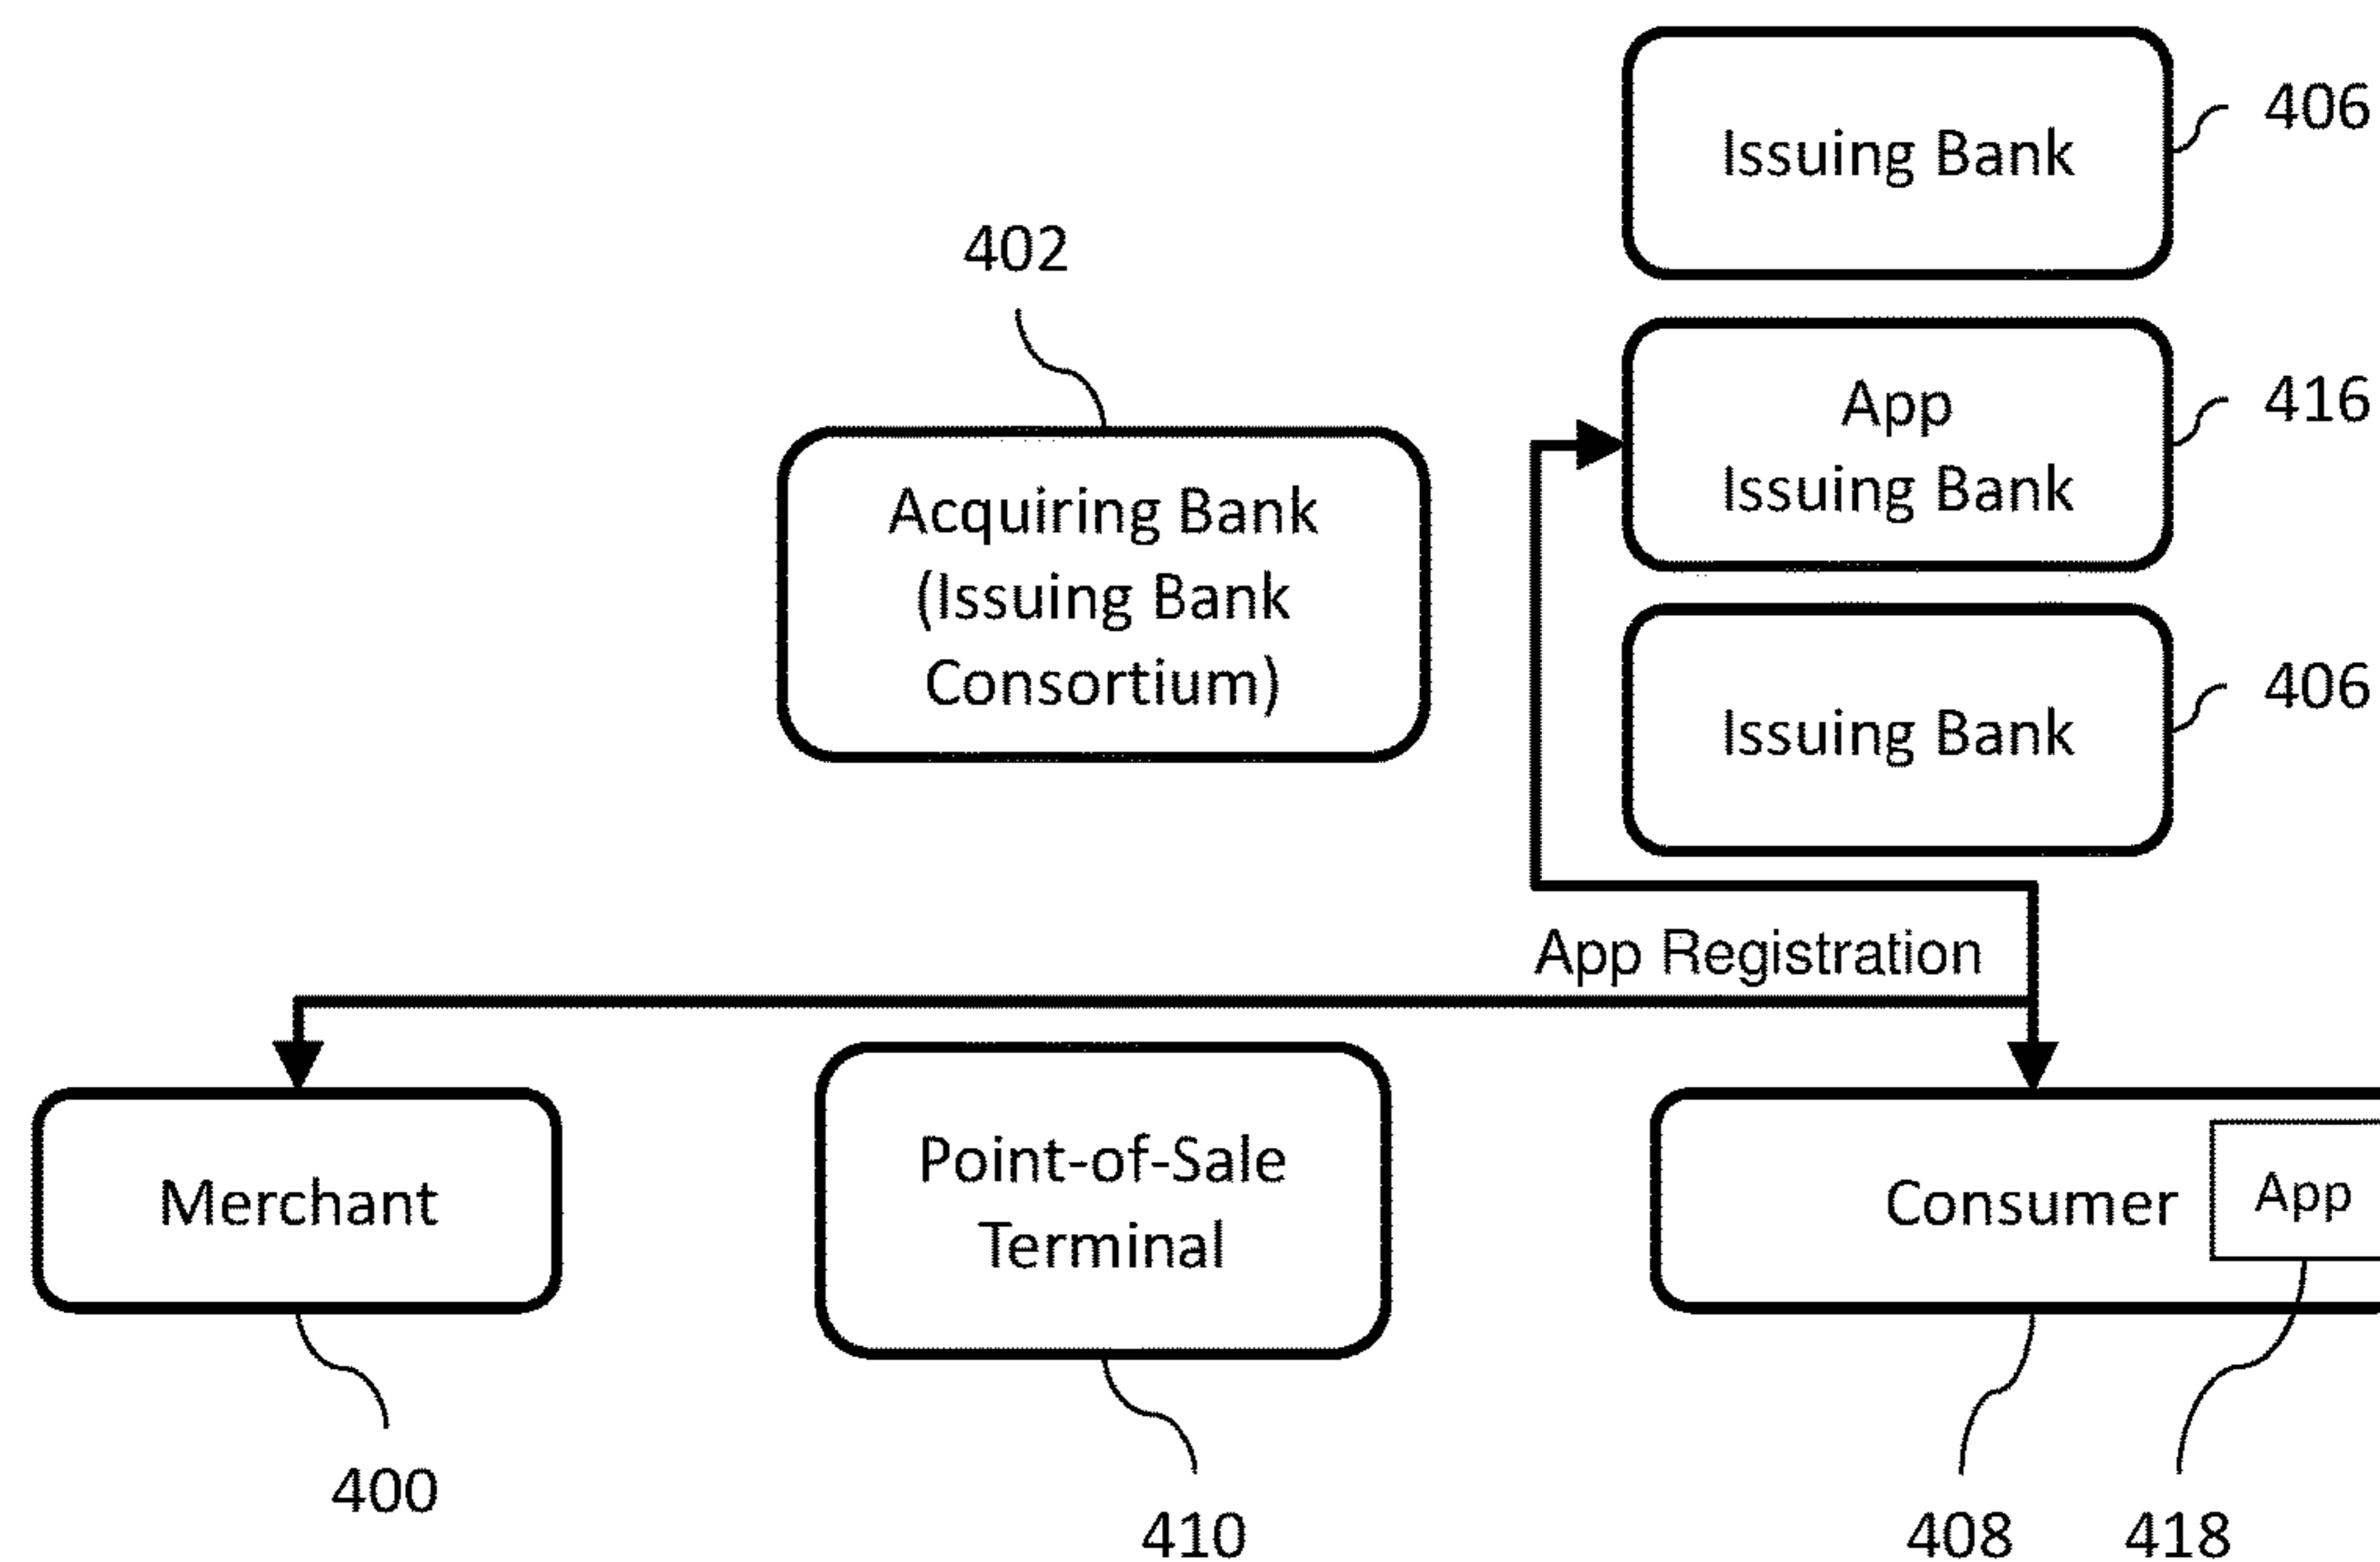 406
Issuing Bank
402
416
App
Issuing Bank
Acquiring Bank
(Issuing Bank
Consortium)
406
Issuing Bank
App Registration
Merchant
Point-of-Sale
Terminal
Consumer
App
400
410
408
418